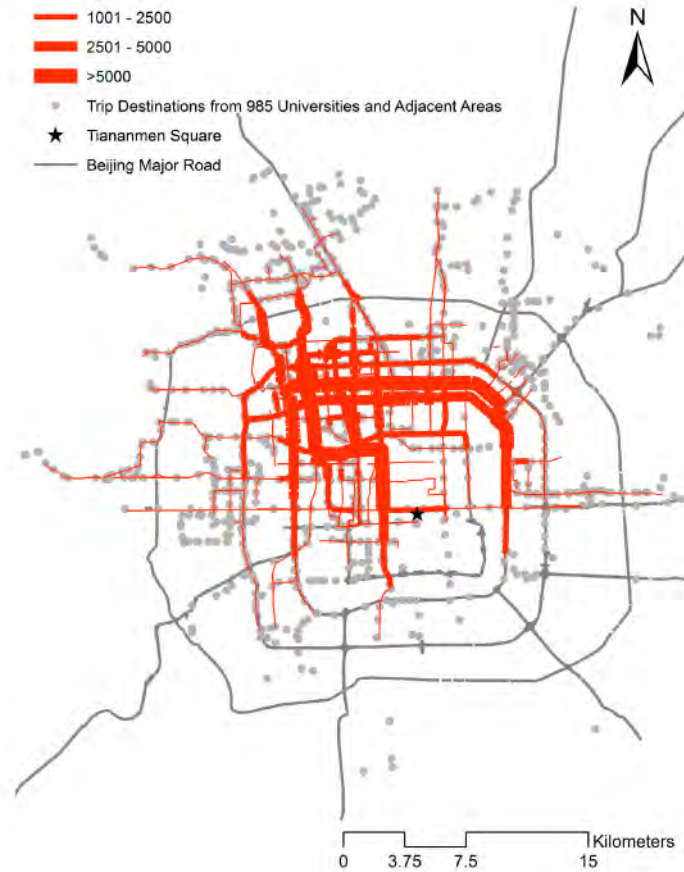 1001 - 2500
2501 - 5000
>5000
Trip Destinations from 985 Universities and Adjacent Areas
Tiananmen Square
Beijing Major Road
N
Kilometers
0 3.75 7.5 15